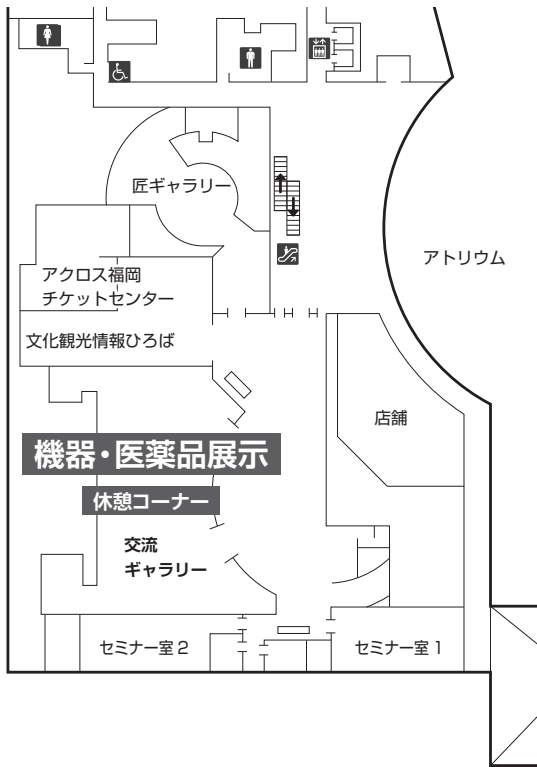 匠ギャラリー
アトリウム
アクロス福岡
チケットセンター
文化観光情報ひろば
店舗
機器・医薬品展示
休憩コーナー
交流
ギャラリー
セミナー室2
セミナー室1